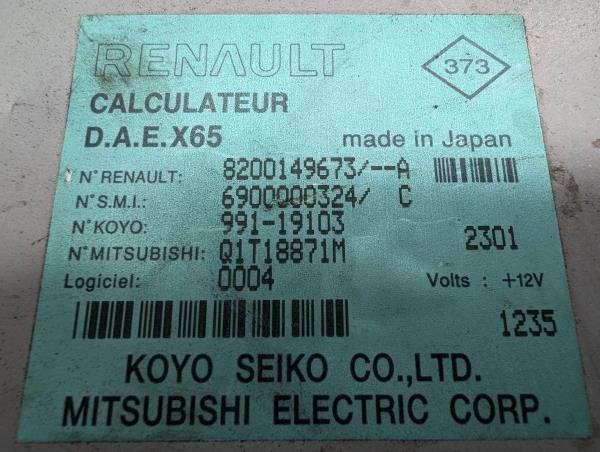 RENAULT 373
CALCULATEUR
D.A.E.X65 made in Japan
N° RENAULT: 8200149673/--A
N° S.M.I.: 6900000324/ C
N° KOYO: 991-19103
N° MITSUBISHI: Q1T18871M 2301
Logiciel: 0004 Volts : +12V
1235
KOYO SEIKO CO.,LTD.
MITSUBISHI ELECTRIC CORP.